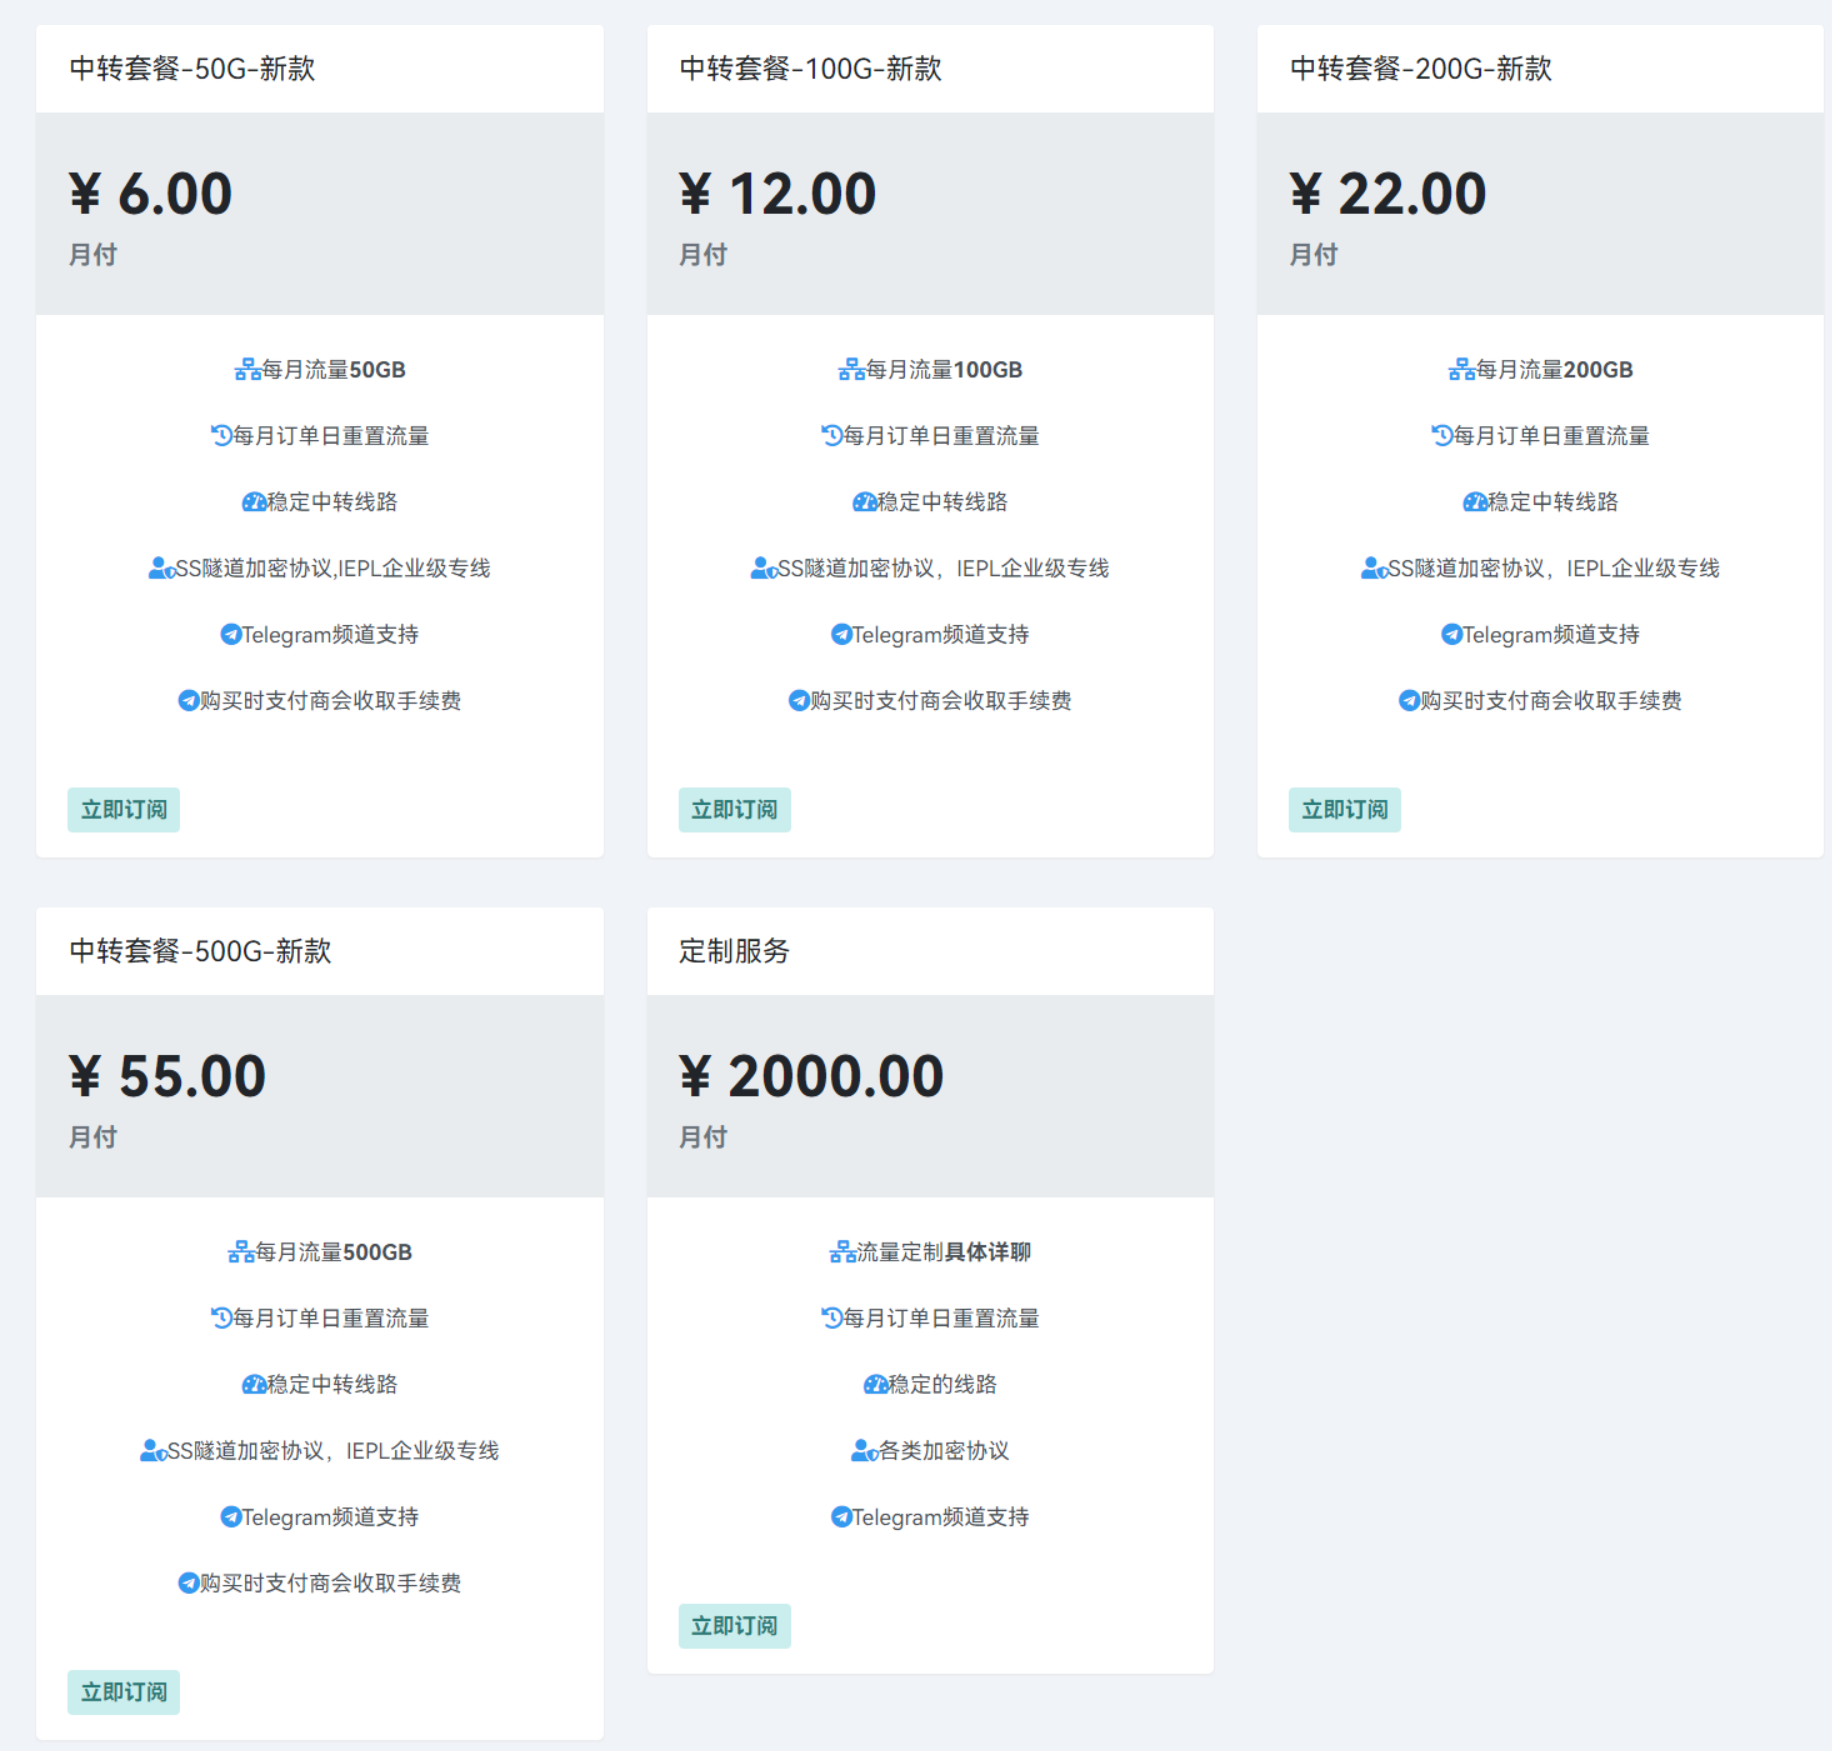 中转套餐-50G-新款
¥ 6.00
月付
每月流量50GB
每月订单日重置流量
稳定中转线路
SS隧道加密协议,IEPL企业级专线
Telegram频道支持
购买时支付商会收取手续费
立即订阅
中转套餐-100G-新款
¥ 12.00
月付
每月流量100GB
每月订单日重置流量
稳定中转线路
SS隧道加密协议，IEPL企业级专线
Telegram频道支持
购买时支付商会收取手续费
立即订阅
中转套餐-200G-新款
¥ 22.00
月付
每月流量200GB
每月订单日重置流量
稳定中转线路
SS隧道加密协议，IEPL企业级专线
Telegram频道支持
购买时支付商会收取手续费
立即订阅
中转套餐-500G-新款
¥ 55.00
月付
每月流量500GB
每月订单日重置流量
稳定中转线路
SS隧道加密协议，IEPL企业级专线
Telegram频道支持
购买时支付商会收取手续费
立即订阅
定制服务
¥ 2000.00
月付
流量定制具体详聊
每月订单日重置流量
稳定的线路
各类加密协议
Telegram频道支持
立即订阅